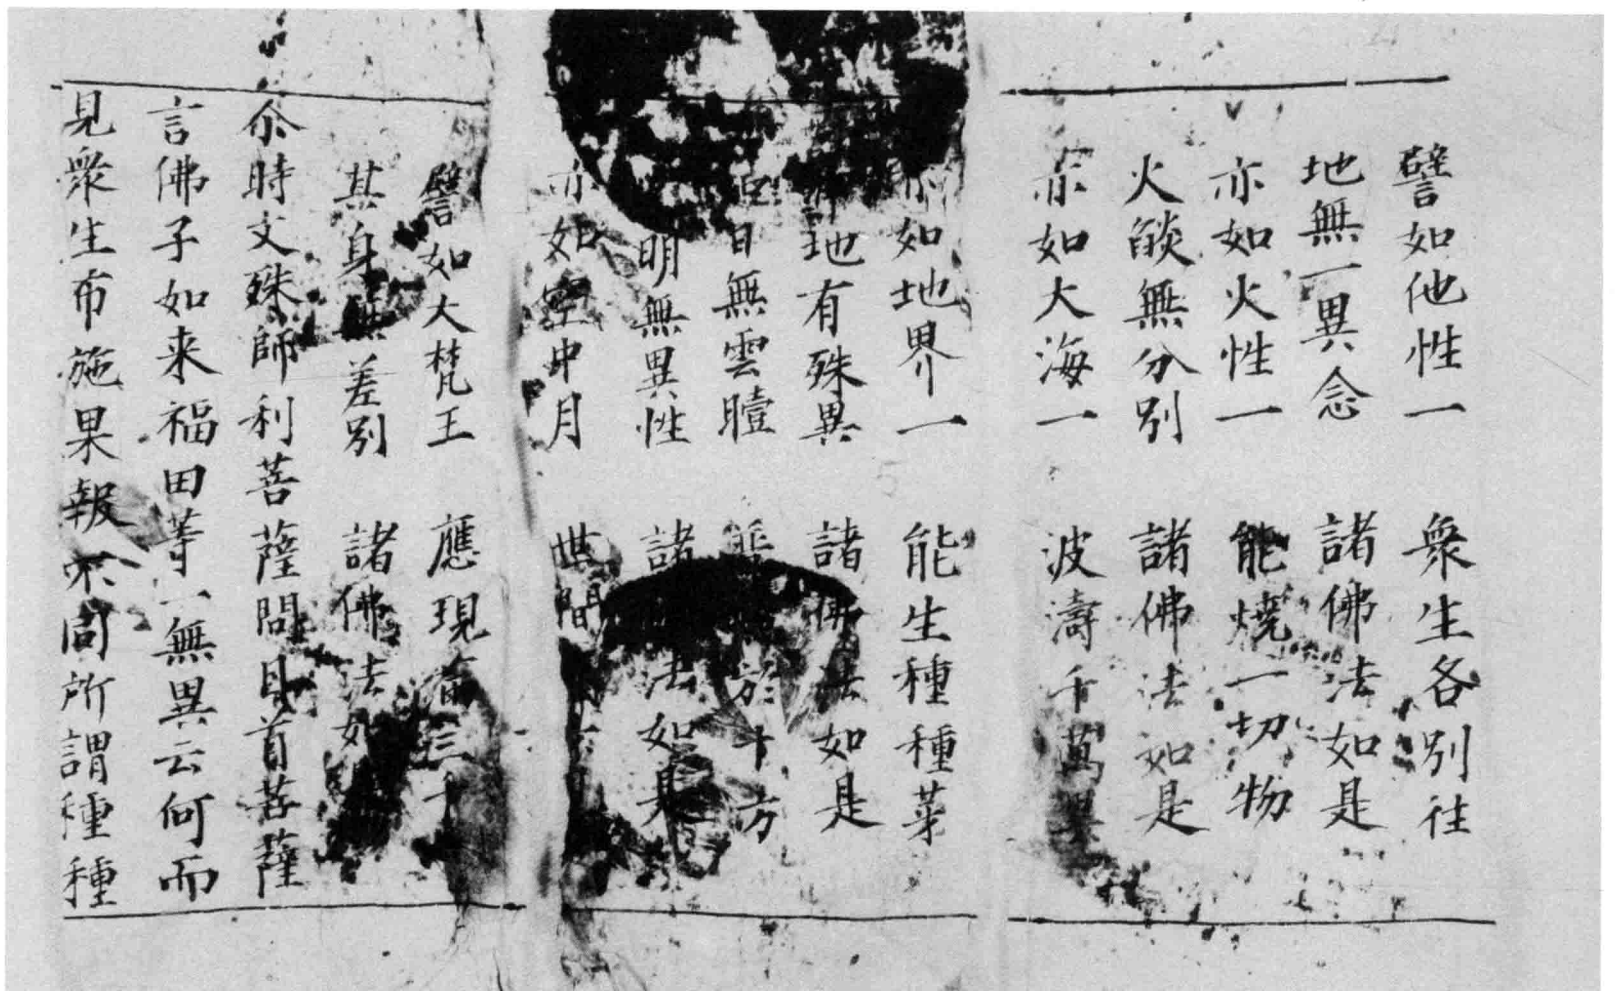 譬如他性一　衆生各別住
地無一異念　諸佛法如是
亦如火性一　能燒一切物
火𦦨無分別　諸佛法如是
亦如大海一　波濤千萬異
如地界一　能生種種芽
地有殊異　諸佛法如是
日無雲曀　於十方
明無異性　諸法如是
亦如空中月　世間
譬如大梵王　應現三千
其身無差別　諸佛法如
尒時文殊師利菩薩問目首菩薩
言佛子如来福田等一無異云何而
見衆生布施果報不同所謂種種